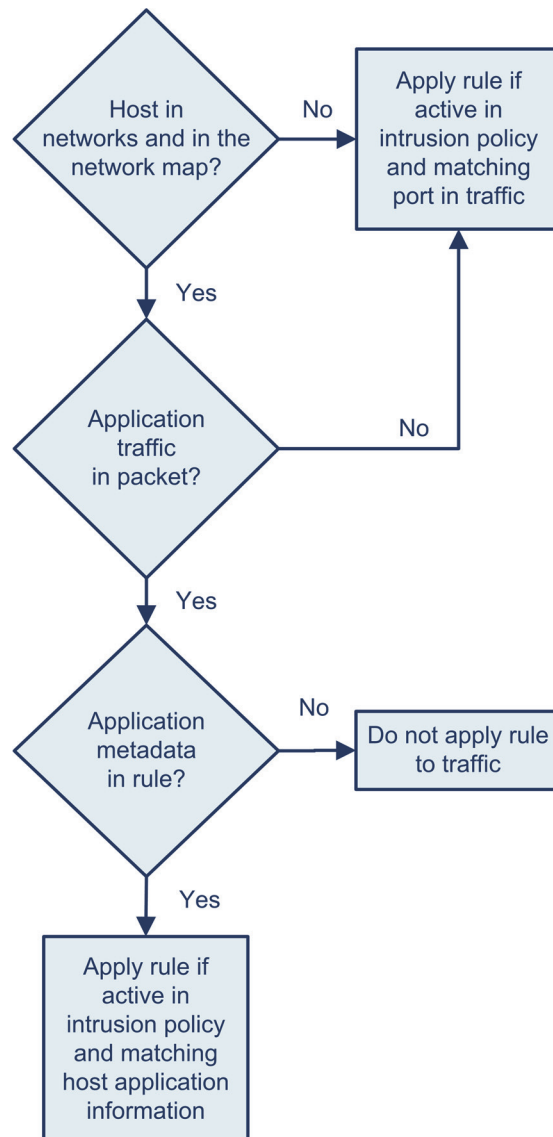 Host in
networks and in the
network map?
No
Apply rule if
active in
intrusion policy
and matching
port in traffic
Yes
Application
traffic
in packet?
No
Yes
Application
metadata
in rule?
No
Do not apply rule
to traffic
Yes
Apply rule if
active in
intrusion policy
and matching
host application
information